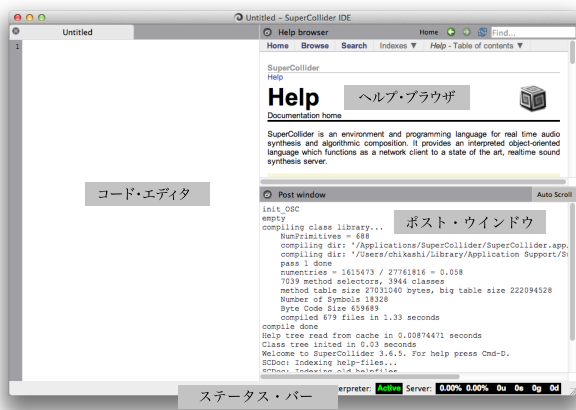 Untitled – SuperCollider IDE
Untitled
1
コード・エディタ
Help browser Home Find...
Home Browse Search Indexes ▼ Help - Table of contents ▼
SuperCollider
Help
Help
ヘルプ・ブラウザ
Documentation home
SuperCollider is an environment and programming language for real time audio
synthesis and algorithmic composition. It provides an interpreted object-oriented
language which functions as a network client to a state of the art, realtime sound
synthesis server.
Post window Auto Scroll
ポスト・ウインドウ
init_OSC
empty
compiling class library...
NumPrimitives = 688
compiling dir: '/Applications/SuperCollider/SuperCollider.app
compiling dir: '/Users/chikashi/Library/Application Support/S
pass 1 done
numentries = 1615473 / 27761816 = 0.058
7039 method selectors, 3944 classes
method table size 27031040 bytes, big table size 222094528
Number of Symbols 18328
Byte Code Size 659689
compiled 679 files in 1.33 seconds
compile done
Help tree read from cache in 0.00874471 seconds
Class tree inited in 0.03 seconds
Welcome to SuperCollider 3.6.5. For help press Cmd-D.
SCDoc: Indexing help-files...
SCDoc: Indexing old helpfiles
ステータス・バー
erpreter: Active Server: 0.00% 0.00% 0u 0s 0g 0d